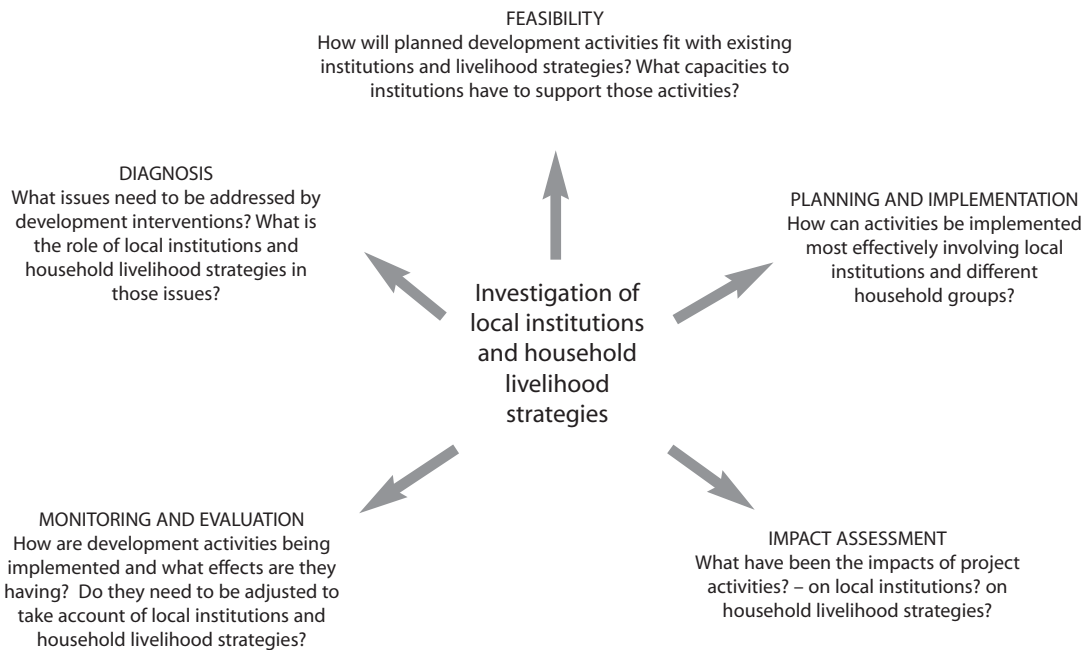 FEASIBILITY
How will planned development activities fit with existing
institutions and livelihood strategies? What capacities to
institutions have to support those activities?
DIAGNOSIS
What issues need to be addressed by
development interventions? What is
the role of local institutions and
household livelihood strategies in
those issues?
PLANNING AND IMPLEMENTATION
How can activities be implemented
most effectively involving local
institutions and different
household groups?
Investigation of
local institutions
and household
livelihood
strategies
MONITORING AND EVALUATION
How are development activities being
implemented and what effects are they
having?  Do they need to be adjusted to
take account of local institutions and
household livelihood strategies?
IMPACT ASSESSMENT
What have been the impacts of project
activities? – on local institutions? on
household livelihood strategies?